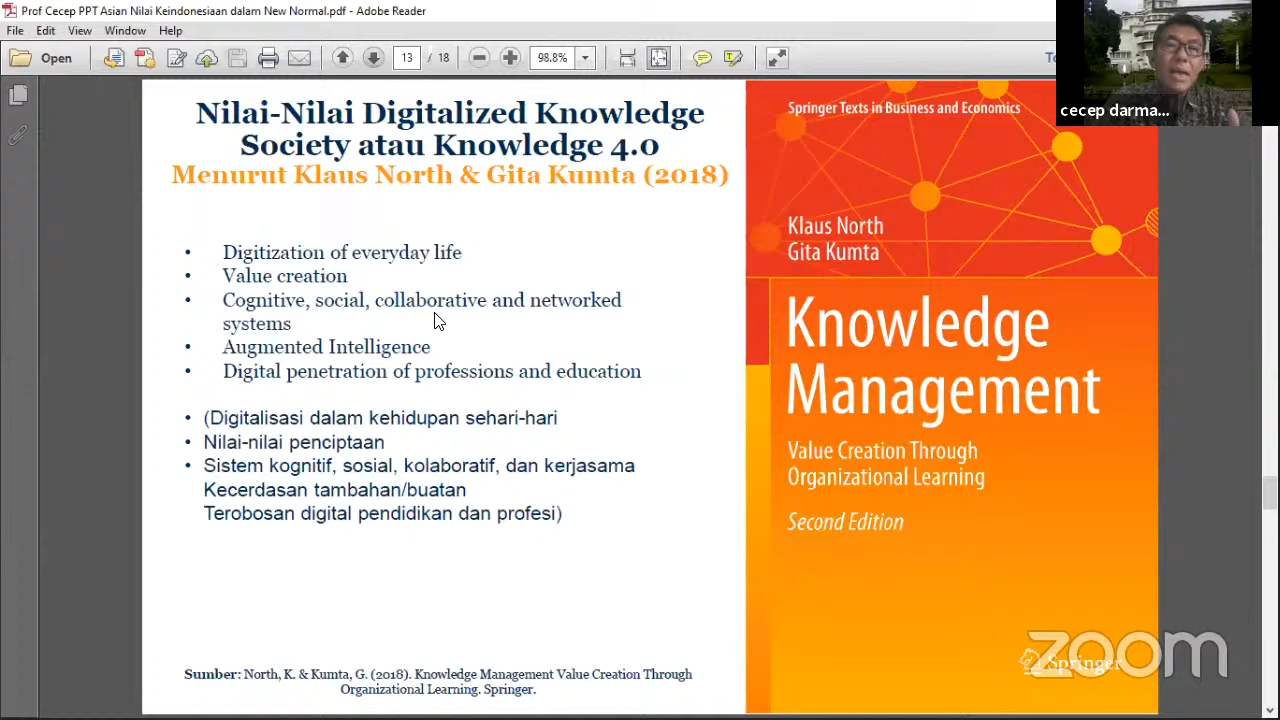 Prof Cecep PPT Asian Nilai Keindonesiaan dalam New Normal.pdf - Adobe Reader
File Edit View Window Help
Open 13 / 18 98.8% To
cecep darma...
Nilai-Nilai Digitalized Knowledge
Society atau Knowledge 4.0
Menurut Klaus North & Gita Kumta (2018)
• Digitization of everyday life
• Value creation
• Cognitive, social, collaborative and networked
systems
• Augmented Intelligence
• Digital penetration of professions and education
• (Digitalisasi dalam kehidupan sehari-hari
• Nilai-nilai penciptaan
• Sistem kognitif, sosial, kolaboratif, dan kerjasama
Kecerdasan tambahan/buatan
Terobosan digital pendidikan dan profesi)
Sumber: North, K. & Kumta, G. (2018). Knowledge Management Value Creation Through
Organizational Learning. Springer.
Springer Texts in Business and Economics
Klaus North
Gita Kumta
Knowledge
Management
Value Creation Through
Organizational Learning
Second Edition
Springer
zoom